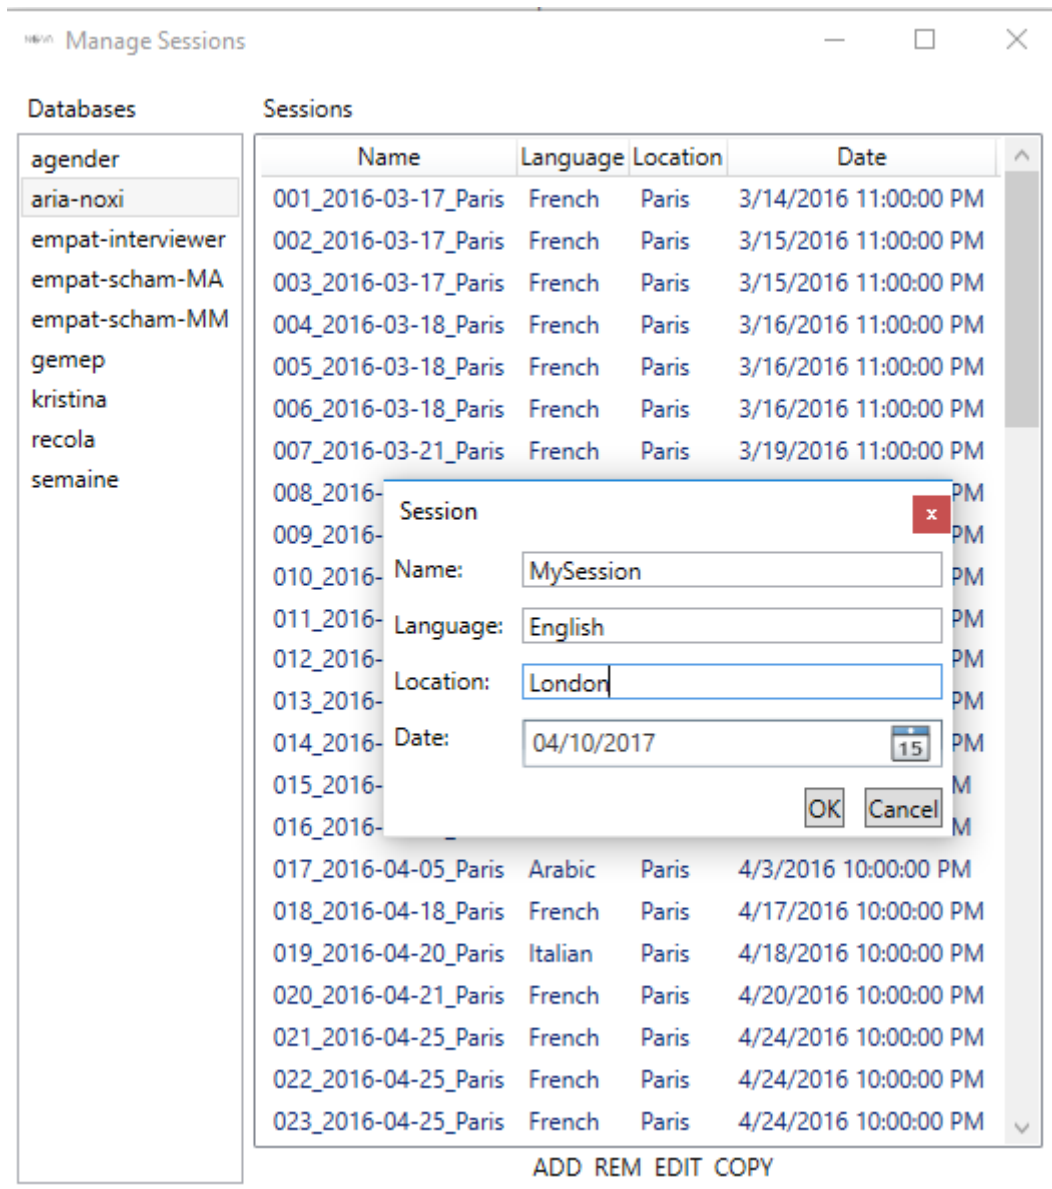 NOVA Manage Sessions
Databases
agender
aria-noxi
empat-interviewer
empat-scham-MA
empat-scham-MM
gemep
kristina
recola
semaine
Sessions
Name Language Location Date
001_2016-03-17_Paris French Paris 3/14/2016 11:00:00 PM
002_2016-03-17_Paris French Paris 3/15/2016 11:00:00 PM
003_2016-03-17_Paris French Paris 3/15/2016 11:00:00 PM
004_2016-03-18_Paris French Paris 3/16/2016 11:00:00 PM
005_2016-03-18_Paris French Paris 3/16/2016 11:00:00 PM
006_2016-03-18_Paris French Paris 3/16/2016 11:00:00 PM
007_2016-03-21_Paris French Paris 3/19/2016 11:00:00 PM
008_2016- PM
009_2016- PM
010_2016- PM
011_2016- PM
012_2016- PM
013_2016- PM
014_2016- PM
015_2016- M
016_2016- M
017_2016-04-05_Paris Arabic Paris 4/3/2016 10:00:00 PM
018_2016-04-18_Paris French Paris 4/17/2016 10:00:00 PM
019_2016-04-20_Paris Italian Paris 4/18/2016 10:00:00 PM
020_2016-04-21_Paris French Paris 4/20/2016 10:00:00 PM
021_2016-04-25_Paris French Paris 4/24/2016 10:00:00 PM
022_2016-04-25_Paris French Paris 4/24/2016 10:00:00 PM
023_2016-04-25_Paris French Paris 4/24/2016 10:00:00 PM
Session x
Name: MySession
Language: English
Location: London
Date: 04/10/2017 15
OK Cancel
ADD REM EDIT COPY